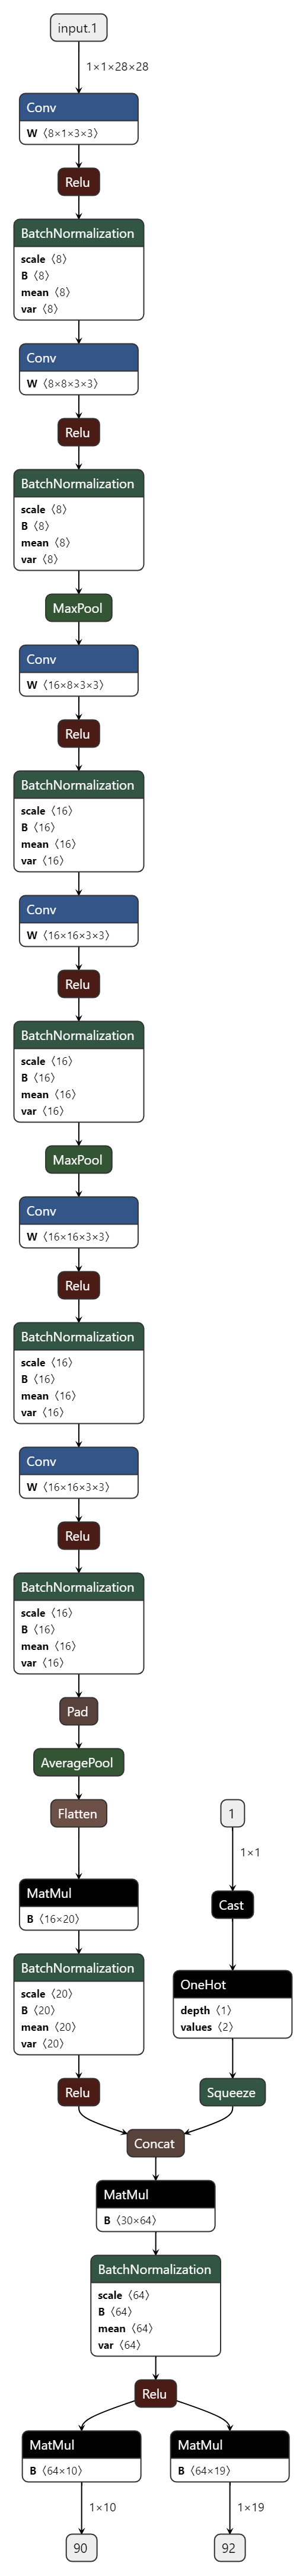 input.1
1×1×28×28
Conv
W 〈8×1×3×3〉
Relu
BatchNormalization
scale 〈8〉
B 〈8〉
mean 〈8〉
var 〈8〉
Conv
W 〈8×8×3×3〉
Relu
BatchNormalization
scale 〈8〉
B 〈8〉
mean 〈8〉
var 〈8〉
MaxPool
Conv
W 〈16×8×3×3〉
Relu
BatchNormalization
scale 〈16〉
B 〈16〉
mean 〈16〉
var 〈16〉
Conv
W 〈16×16×3×3〉
Relu
BatchNormalization
scale 〈16〉
B 〈16〉
mean 〈16〉
var 〈16〉
MaxPool
Conv
W 〈16×16×3×3〉
Relu
BatchNormalization
scale 〈16〉
B 〈16〉
mean 〈16〉
var 〈16〉
Conv
W 〈16×16×3×3〉
Relu
BatchNormalization
scale 〈16〉
B 〈16〉
mean 〈16〉
var 〈16〉
Pad
AveragePool
Flatten
MatMul
B 〈16×20〉
BatchNormalization
scale 〈20〉
B 〈20〉
mean 〈20〉
var 〈20〉
Relu
1
1×1
Cast
OneHot
depth 〈1〉
values 〈2〉
Squeeze
Concat
MatMul
B 〈30×64〉
BatchNormalization
scale 〈64〉
B 〈64〉
mean 〈64〉
var 〈64〉
Relu
MatMul
B 〈64×10〉
1×10
90
MatMul
B 〈64×19〉
1×19
92